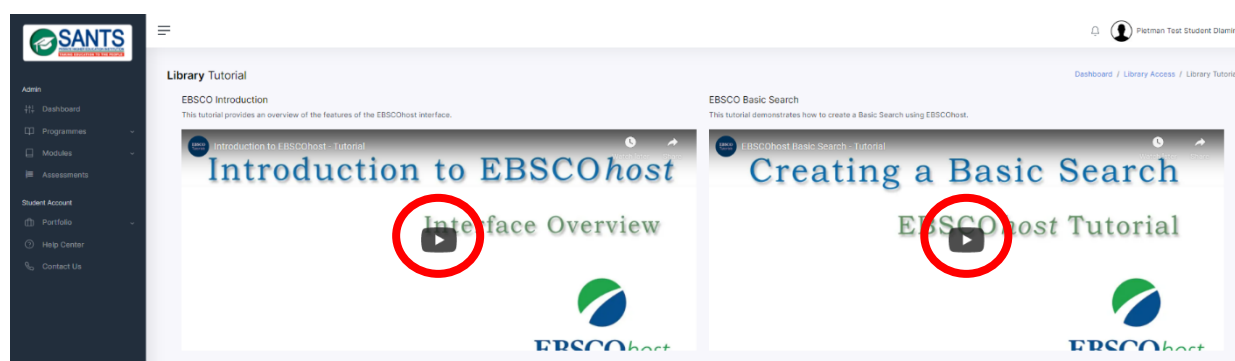 SANTS
Pietman Test Student Dlamin
Library Tutorial
Dashboard / Library Access / Library Tutoria
Admin
Dashboard
Programmes
Modules
Assessments
Student Account
Portfolio
Help Center
Contact Us
EBSCO Introduction
This tutorial provides an overview of the features of the EBSCOhost interface.
Introduction to EBSCOhost - Tutorial
Introduction to EBSCOhost
Interface Overview
EBSCOhost
EBSCO Basic Search
This tutorial demonstrates how to create a Basic Search using EBSCOhost.
EBSCOhost Basic Search - Tutorial
Creating a Basic Search
EBSCOhost Tutorial
EBSCOhost